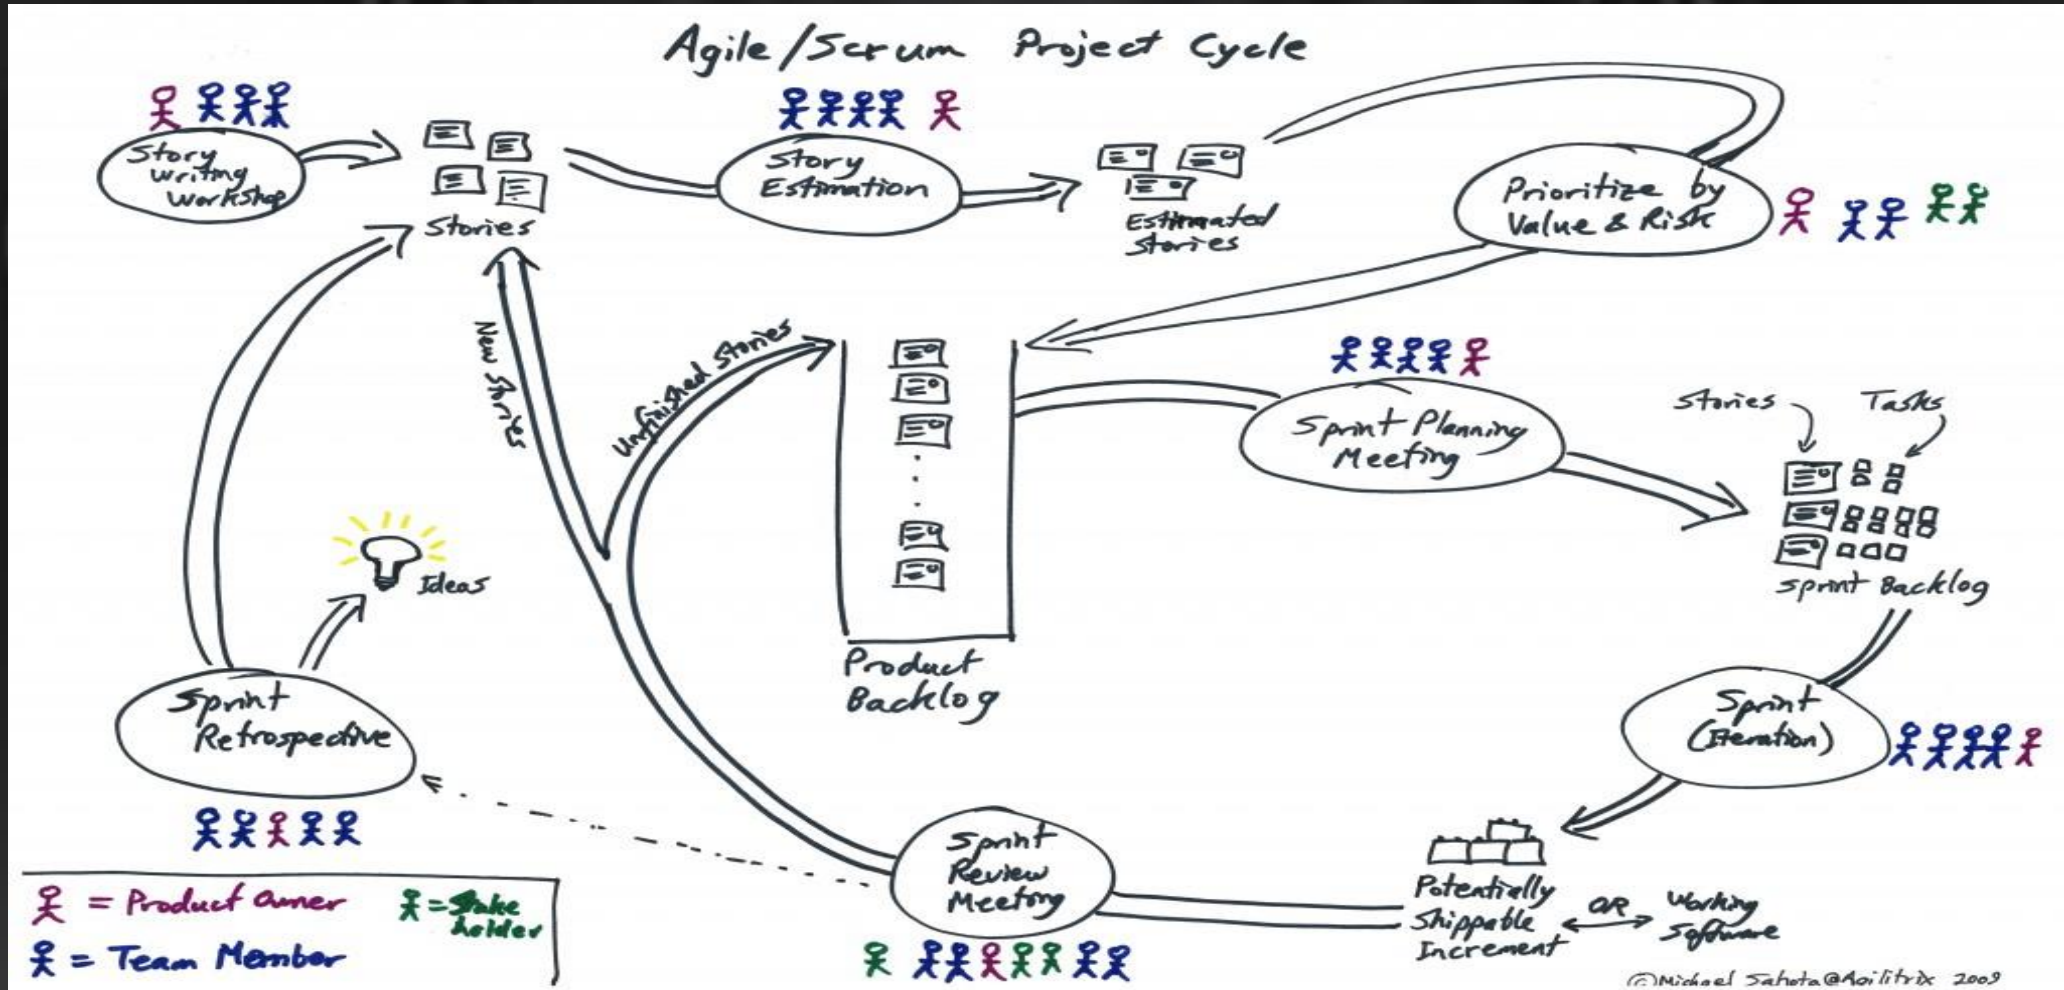 Agile/Scrum Project Cycle
Story
Writing
Workshop
Stories
Story
Estimation
Estimated
Stories
Prioritize by
Value & Risk
New Stories
Unfinished Stories
Product
Backlog
Sprint Planning
Meeting
Stories
Tasks
Sprint Backlog
Ideas
Sprint
Retrospective
Sprint
(Iteration)
Sprint
Review
Meeting
Potentially
Shippable
Increment
OR
Working
Software
= Product Owner
= Stake
holder
= Team Member
©Michael Sahota@Agilitrix 2009